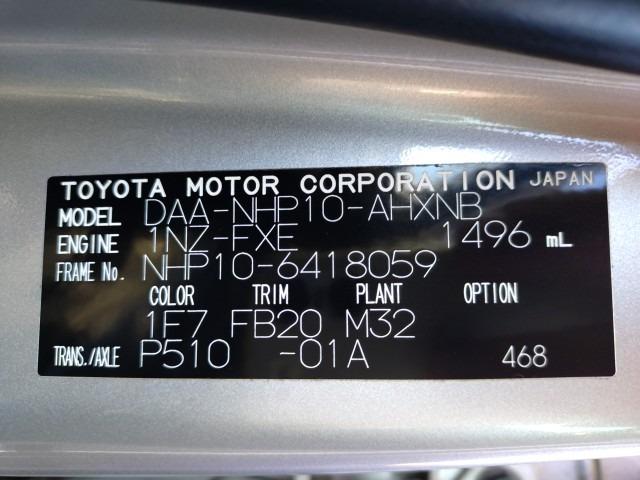 TOYOTA MOTOR CORPORATION JAPAN
MODEL DAA-NHP10-AHXNB
ENGINE 1NZ-FXE 1496 mL
FRAME No. NHP10-6418059
COLOR TRIM PLANT OPTION
1F7 FB20 M32
TRANS./AXLE P510 -01A 468